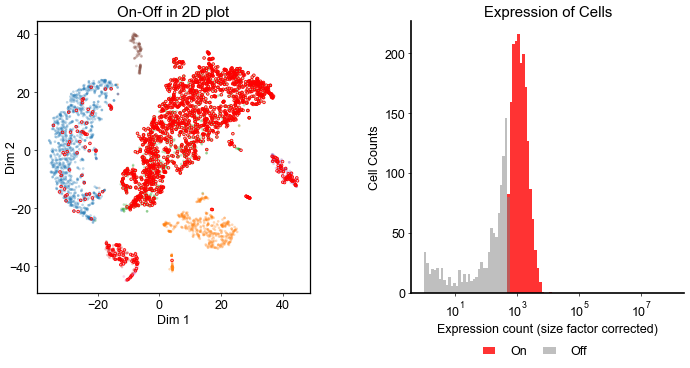 On-Off in 2D plot
40
20
0
−20
−40
Dim 2
−20
0
20
40
Dim 1
Expression of Cells
200
150
100
50
0
Cell Counts
10^1
10^3
10^5
10^7
Expression count (size factor corrected)
On
Off